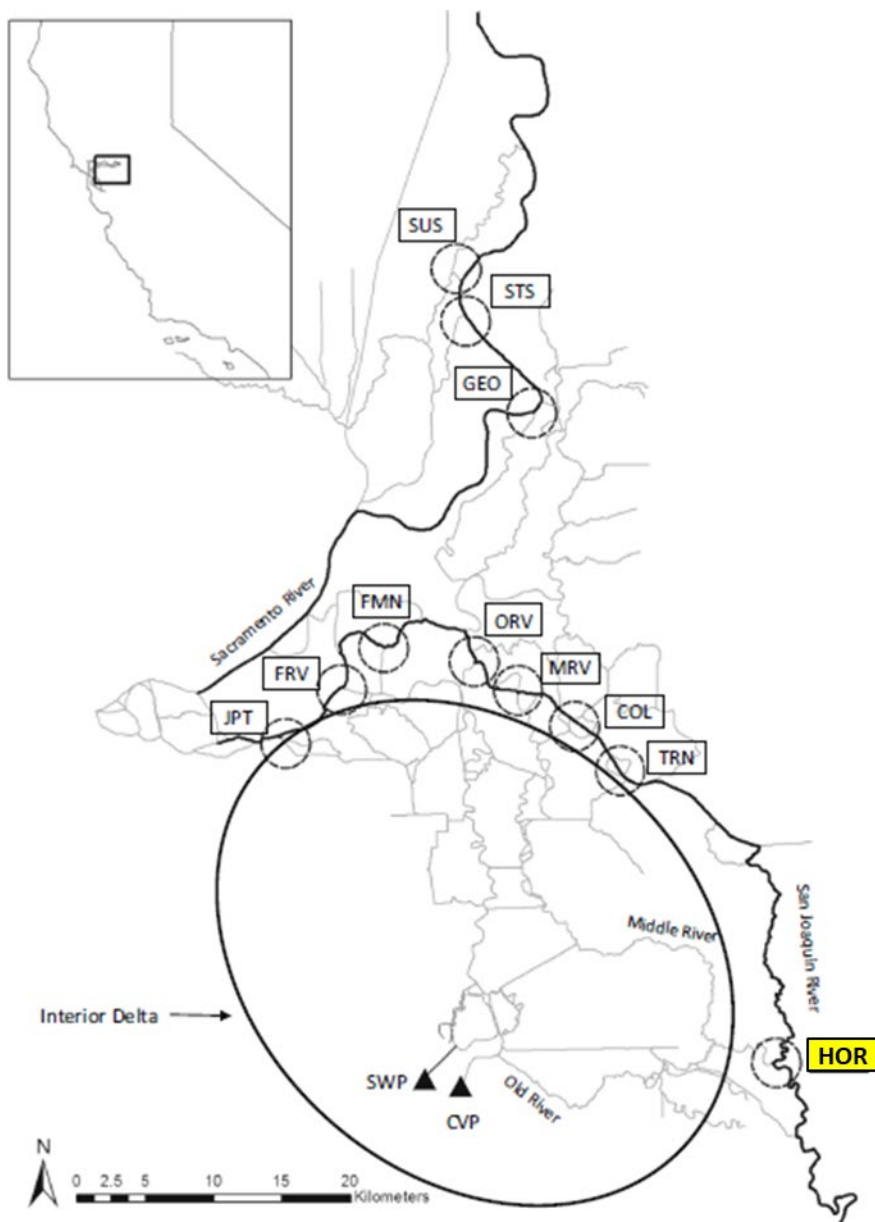 SUS
STS
GEO
Sacramento River
FMN
ORV
FRV
MRV
JPT
COL
TRN
San Joaquin River
Middle River
Interior Delta
HOR
SWP
Old River
CVP
N
0 2.5 5 10 15 20
Kilometers